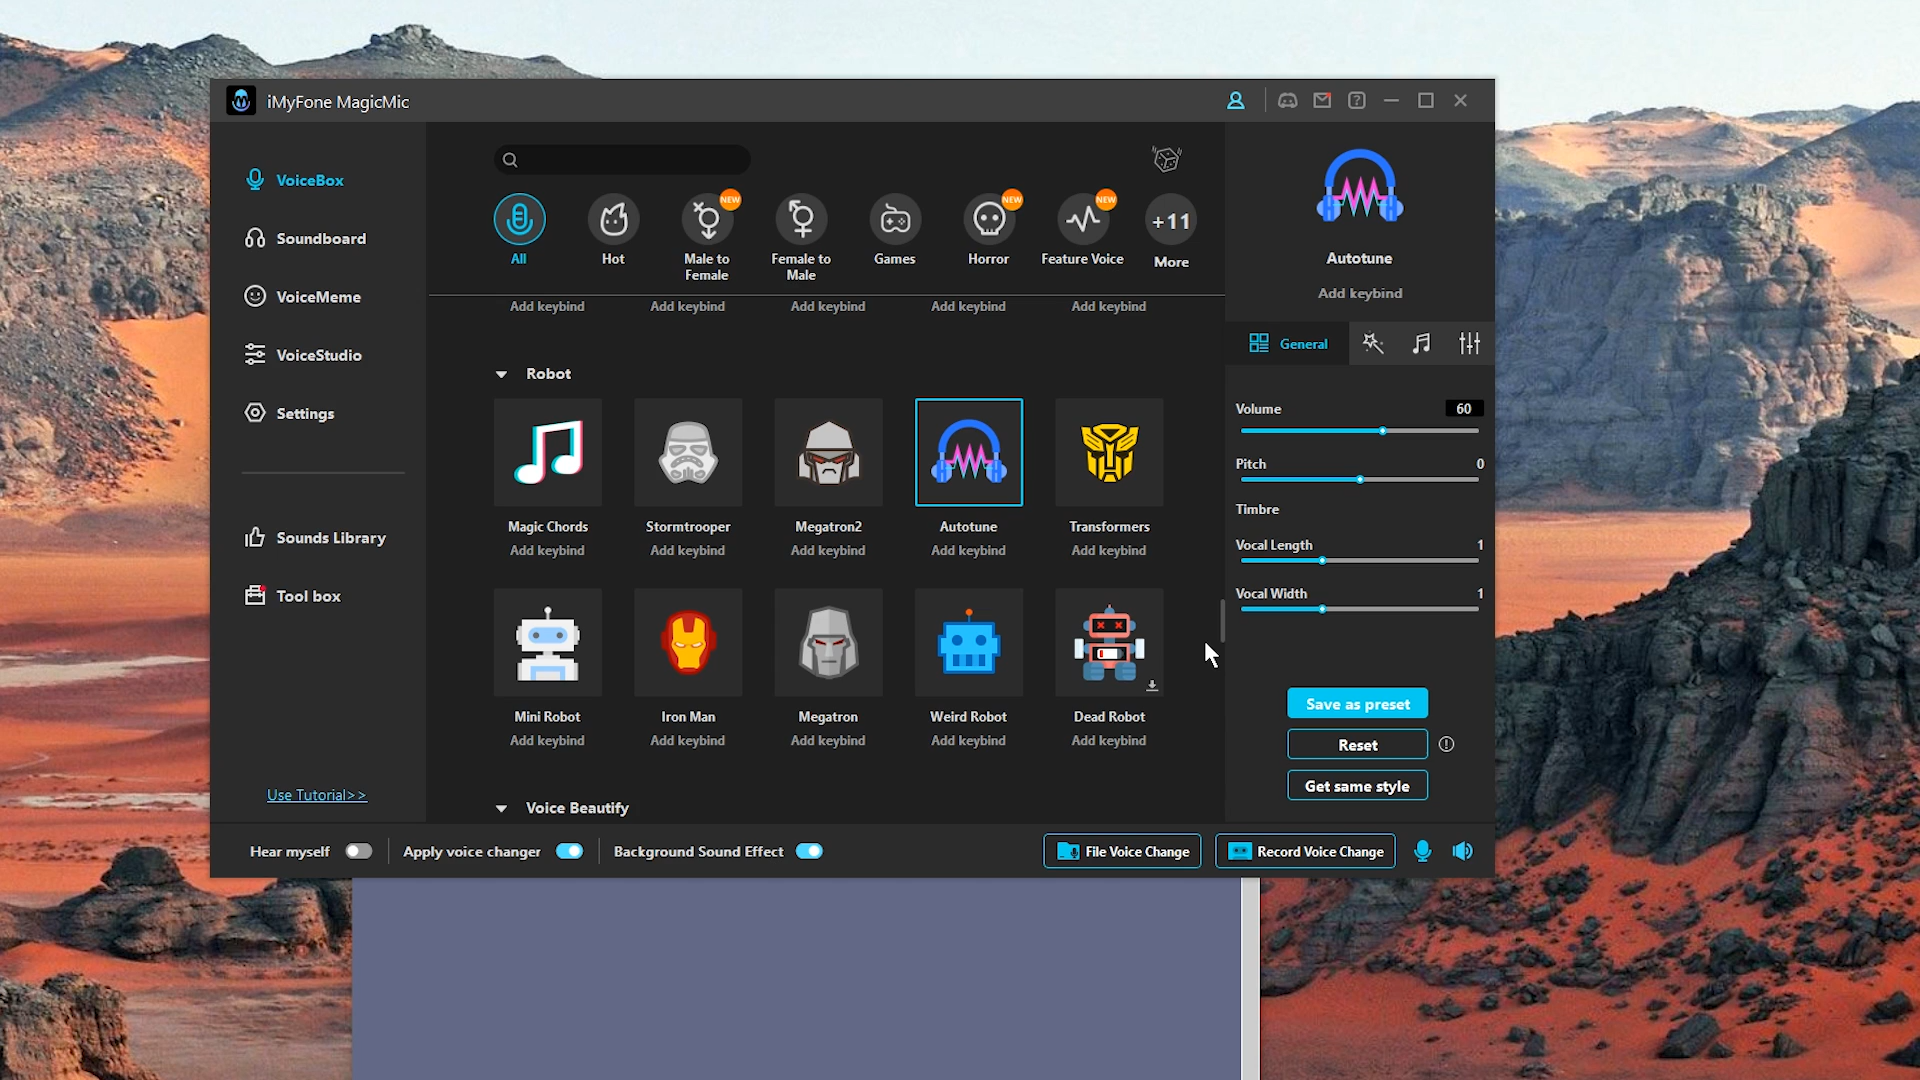 iMyFone MagicMic
VoiceBox
Soundboard
VoiceMeme
VoiceStudio
Settings
Sounds Library
Tool box
Use Tutorial>>
NEW
NEW
NEW
+11
All
Hot
Male to Female
Female to Male
Games
Horror
Feature Voice
More
Add keybind
Add keybind
Add keybind
Add keybind
Add keybind
Robot
Magic Chords
Stormtrooper
Megatron2
Autotune
Transformers
Add keybind
Add keybind
Add keybind
Add keybind
Add keybind
Mini Robot
Iron Man
Megatron
Weird Robot
Dead Robot
Add keybind
Add keybind
Add keybind
Add keybind
Add keybind
Voice Beautify
Autotune
Add keybind
General
Volume 60
Pitch 0
Timbre
Vocal Length 1
Vocal Width 1
Save as preset
Reset
Get same style
Hear myself
Apply voice changer
Background Sound Effect
File Voice Change
Record Voice Change